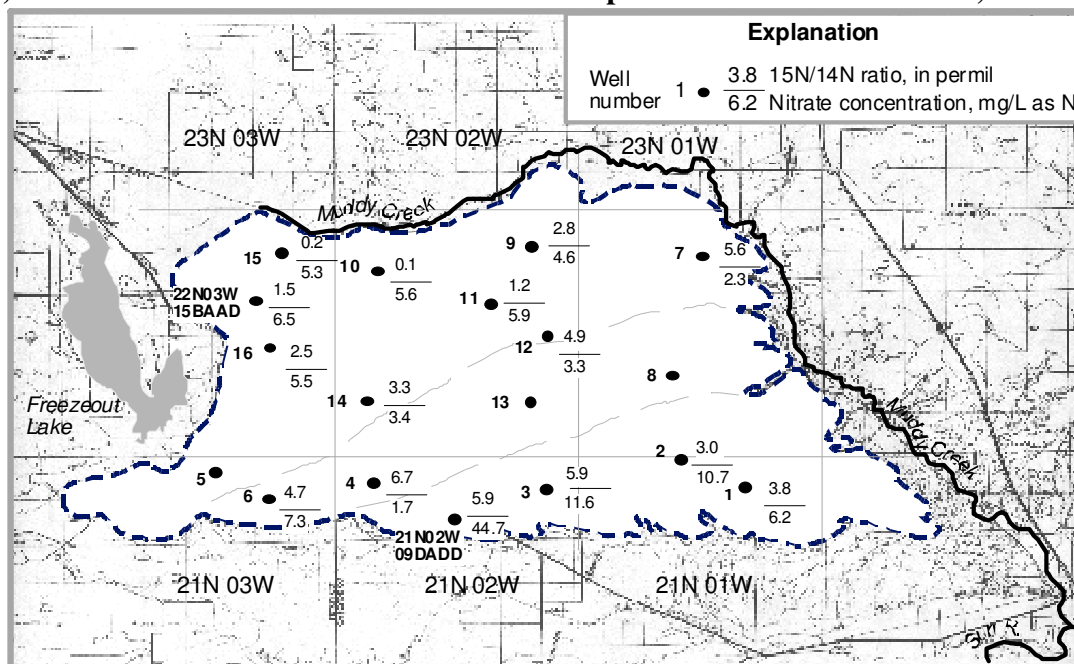 Explanation
Well
number
1
3.8 15N/14N ratio, in permil
6.2 Nitrate concentration, mg/L as N
23N 03W
23N 02W
23N 01W
Muddy Creek
15
0.2
5.3
10
0.1
5.6
9
2.8
4.6
7
5.6
2.3
22N03W
15BAAD
1.5
6.5
11
1.2
5.9
16
2.5
5.5
12
4.9
3.3
8
14
3.3
3.4
13
Freezeout
Lake
Muddy Creek
5
6
4.7
7.3
4
6.7
1.7
5.9
44.7
21N02W
09DADD
3
5.9
11.6
2
3.0
10.7
1
3.8
6.2
21N 03W
21N 02W
21N 01W
R.